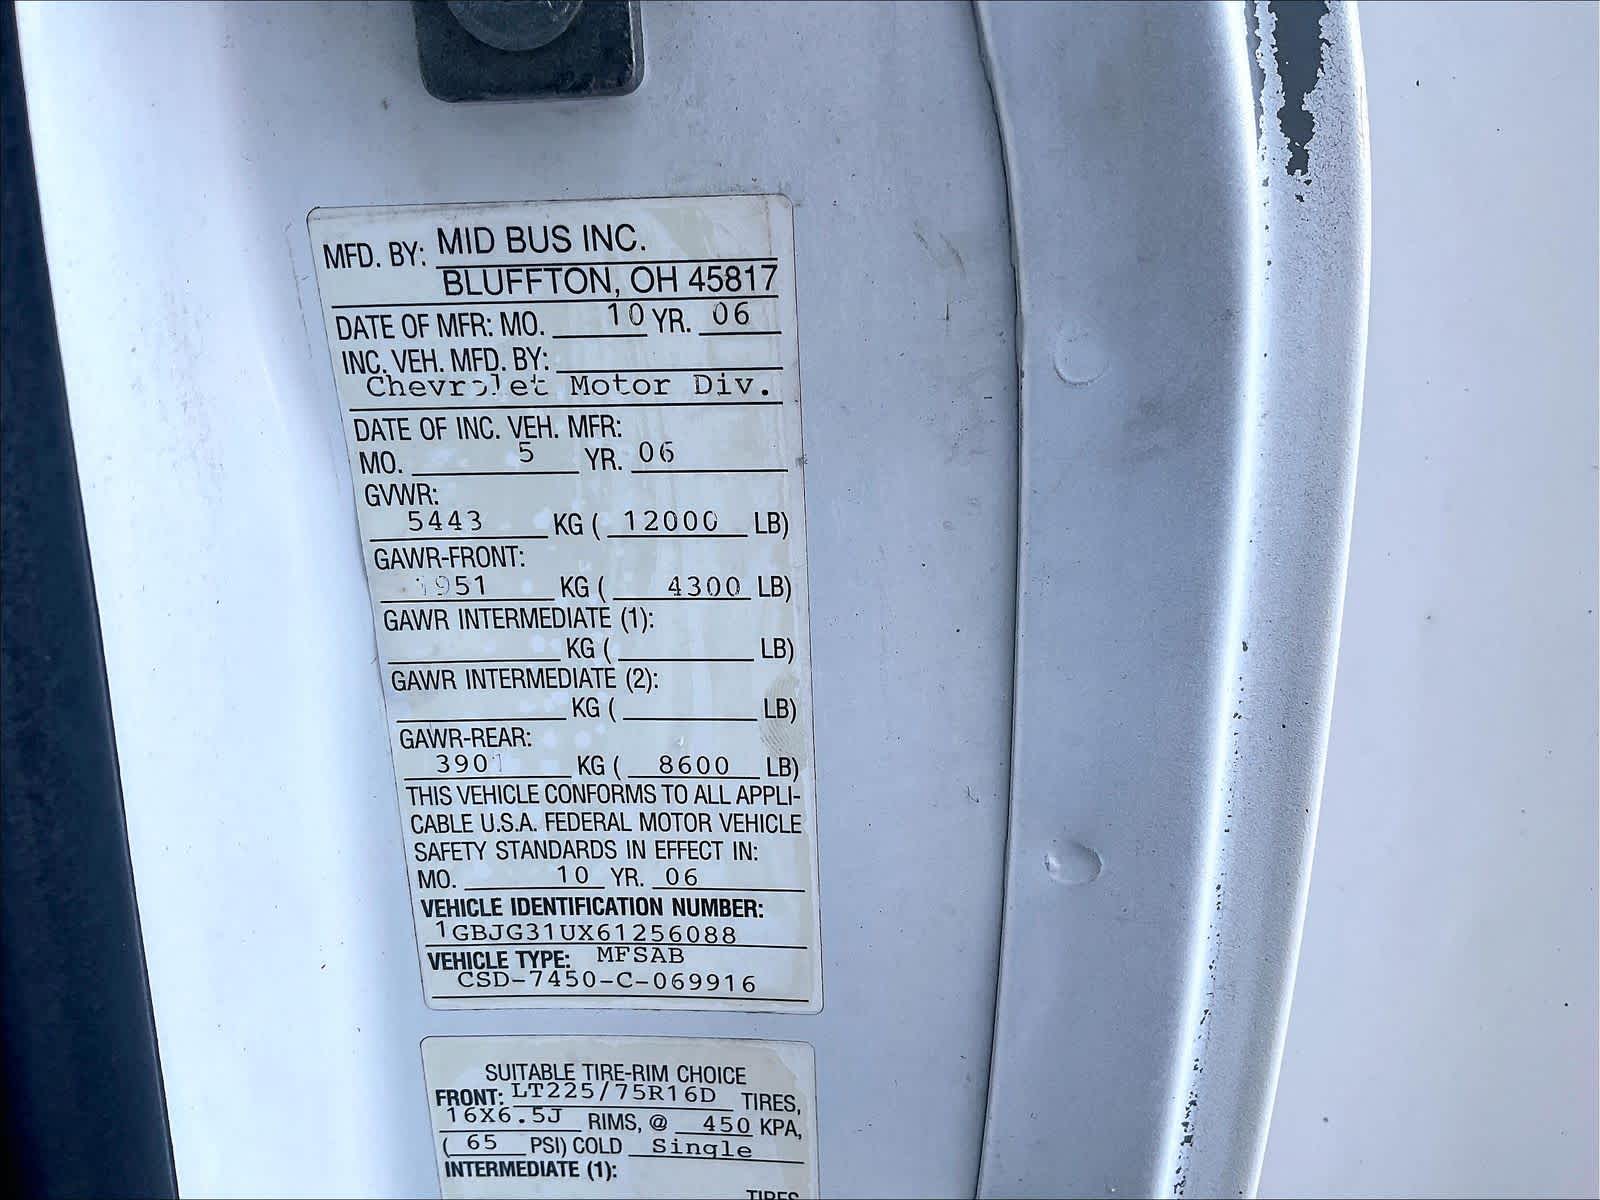 MFD. BY: MID BUS INC.
BLUFFTON, OH 45817
DATE OF MFR: MO. 10 YR. 06
INC. VEH. MFD. BY:
Chevrolet Motor Div.
DATE OF INC. VEH. MFR:
MO. 5 YR. 06
GVWR:
5443 KG ( 12000 LB)
GAWR-FRONT:
1951 KG ( 4300 LB)
GAWR INTERMEDIATE (1):
KG ( LB)
GAWR INTERMEDIATE (2):
KG ( LB)
GAWR-REAR:
3901 KG ( 8600 LB)
THIS VEHICLE CONFORMS TO ALL APPLI-
CABLE U.S.A. FEDERAL MOTOR VEHICLE
SAFETY STANDARDS IN EFFECT IN:
MO. 10 YR. 06
VEHICLE IDENTIFICATION NUMBER:
1GBJG31UX61256088
VEHICLE TYPE: MFSAB
CSD-7450-C-069916
SUITABLE TIRE-RIM CHOICE
FRONT: LT225/75R16D TIRES,
16X6.5J RIMS, @ 450 KPA,
( 65 PSI) COLD Single
INTERMEDIATE (1):
TIRES